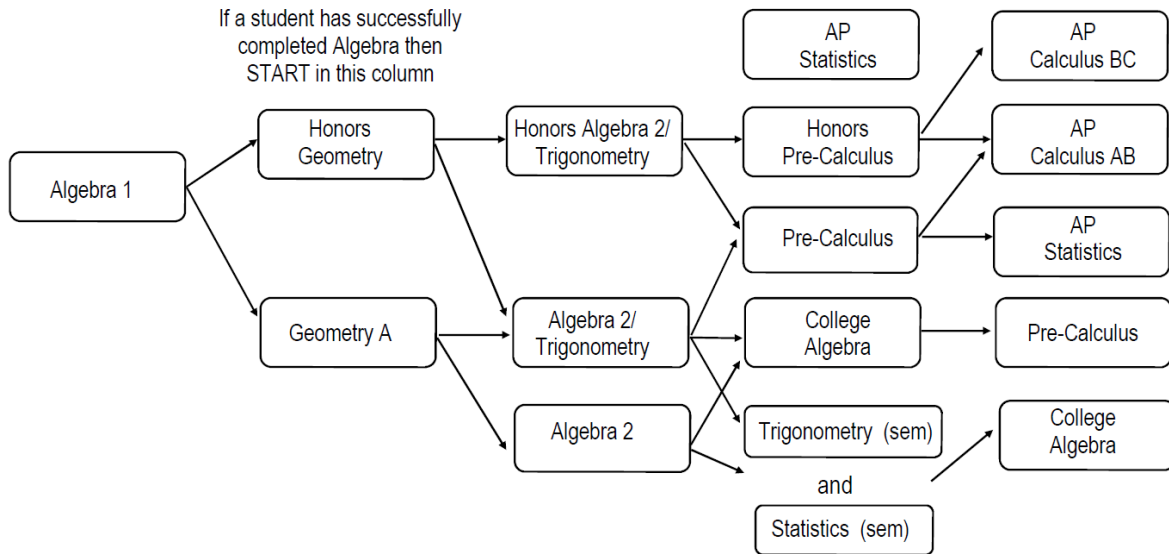 If a student has successfully
completed Algebra then
START in this column
Algebra 1
Honors
Geometry
Geometry A
Honors Algebra 2/
Trigonometry
Algebra 2/
Trigonometry
Algebra 2
AP
Statistics
Honors
Pre-Calculus
Pre-Calculus
College
Algebra
Trigonometry (sem)
and
Statistics (sem)
AP
Calculus BC
AP
Calculus AB
AP
Statistics
Pre-Calculus
College
Algebra